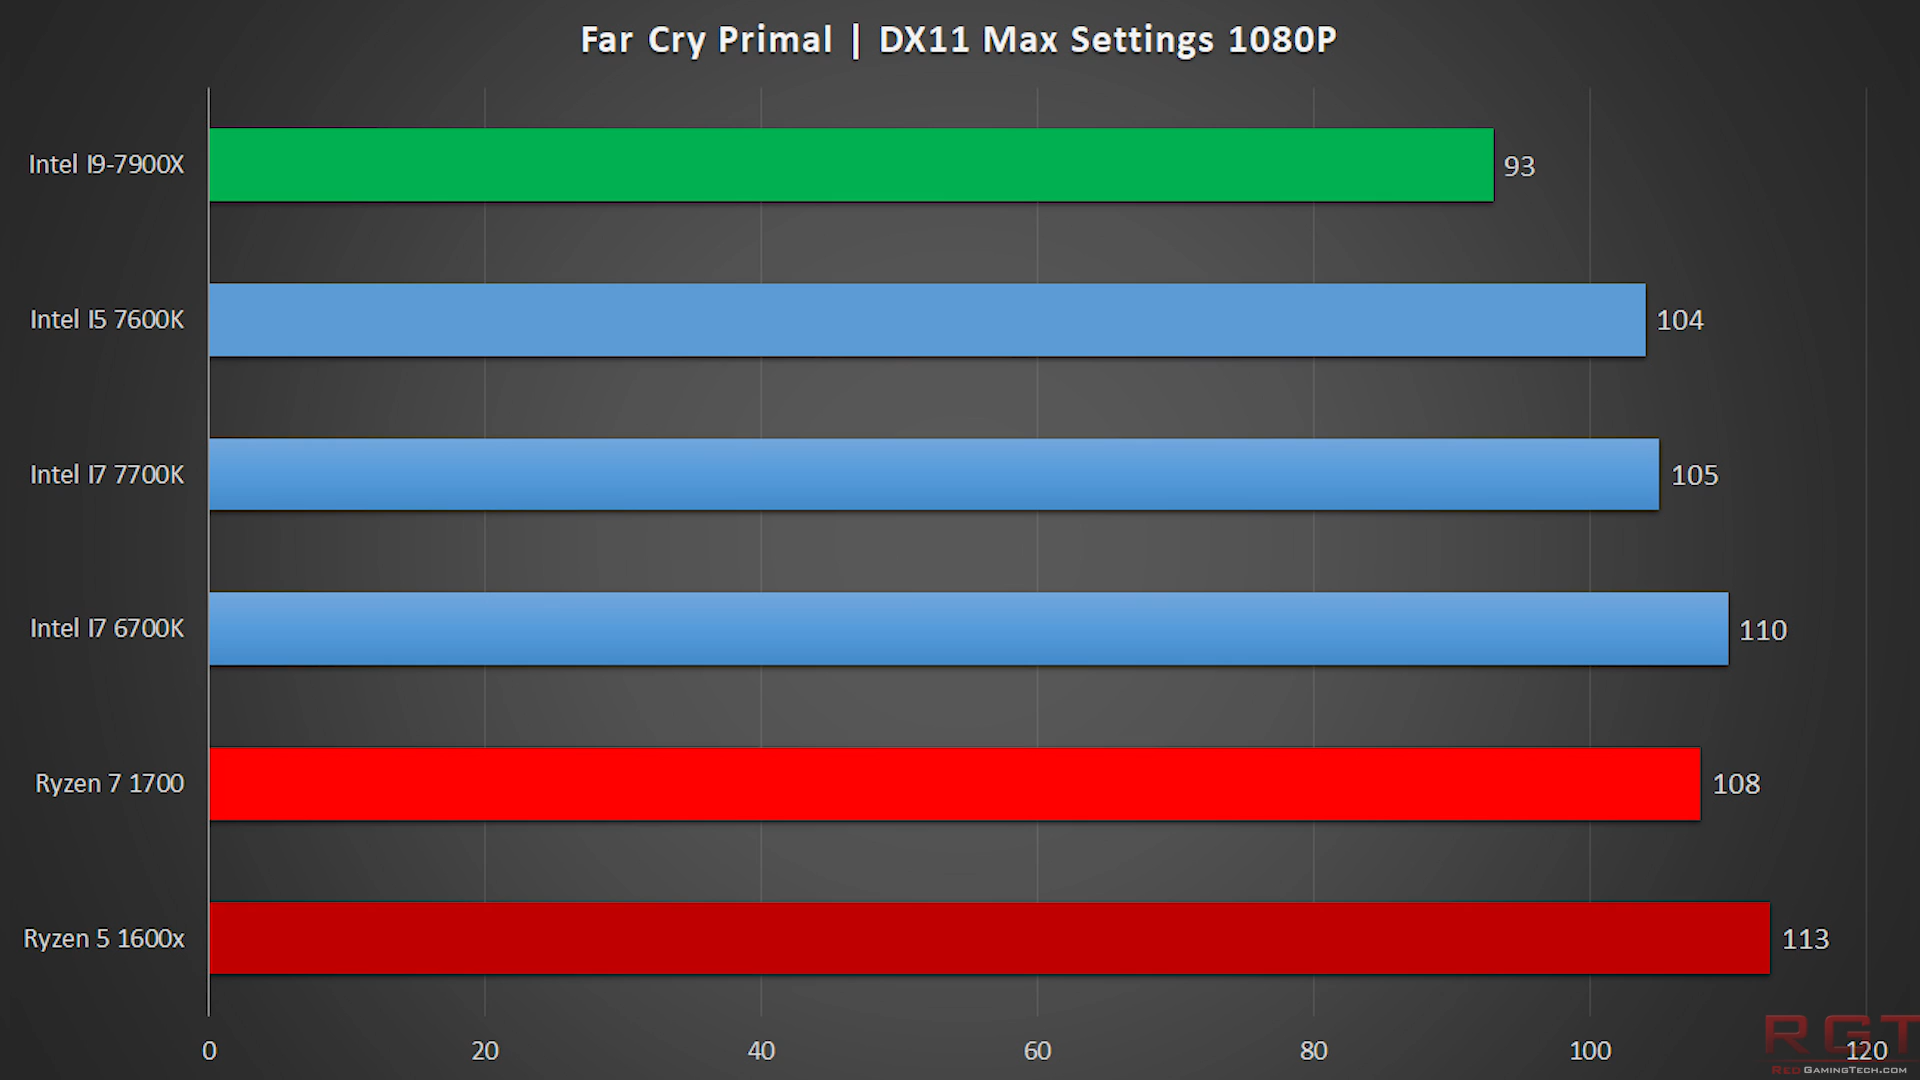 Far Cry Primal | DX11 Max Settings 1080P
Intel I9-7900X 93
Intel I5 7600K 104
Intel I7 7700K 105
Intel I7 6700K 110
Ryzen 7 1700 108
Ryzen 5 1600x 113
0 20 40 60 80 100 120
RGT
RedGamingTech.com